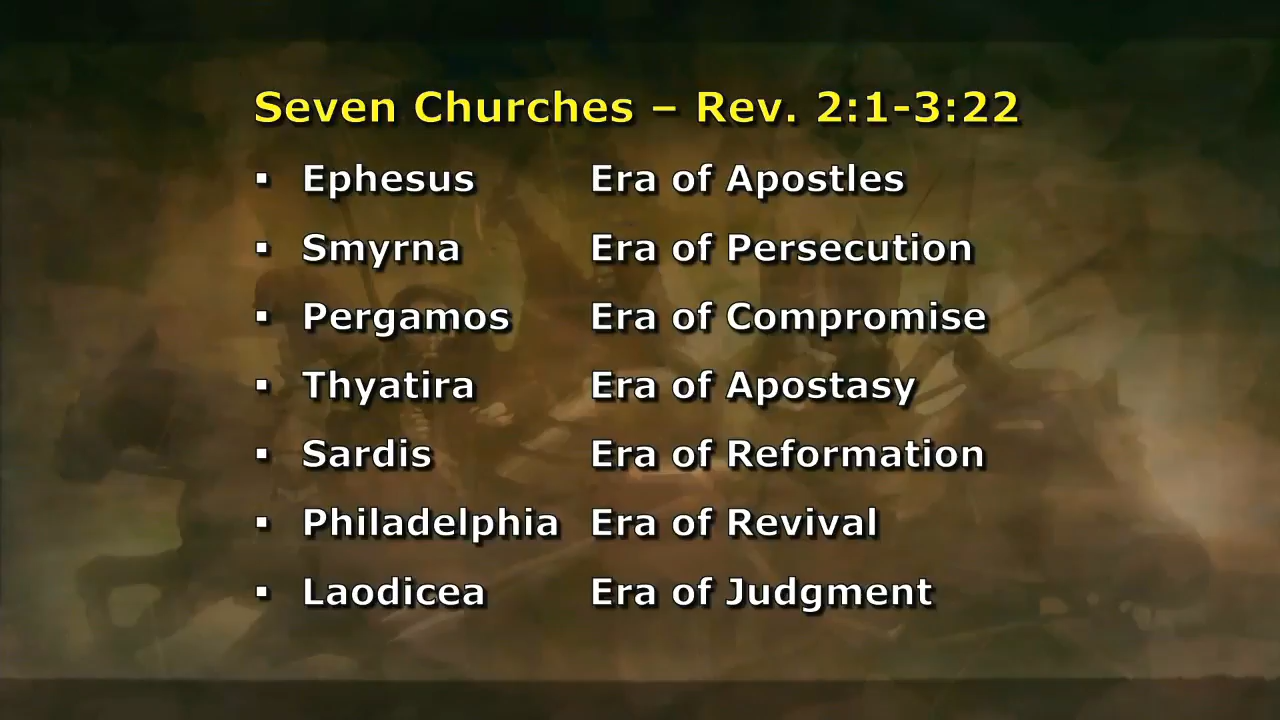 Seven Churches – Rev. 2:1-3:22
▪ Ephesus Era of Apostles
▪ Smyrna Era of Persecution
▪ Pergamos Era of Compromise
▪ Thyatira Era of Apostasy
▪ Sardis Era of Reformation
▪ Philadelphia Era of Revival
▪ Laodicea Era of Judgment